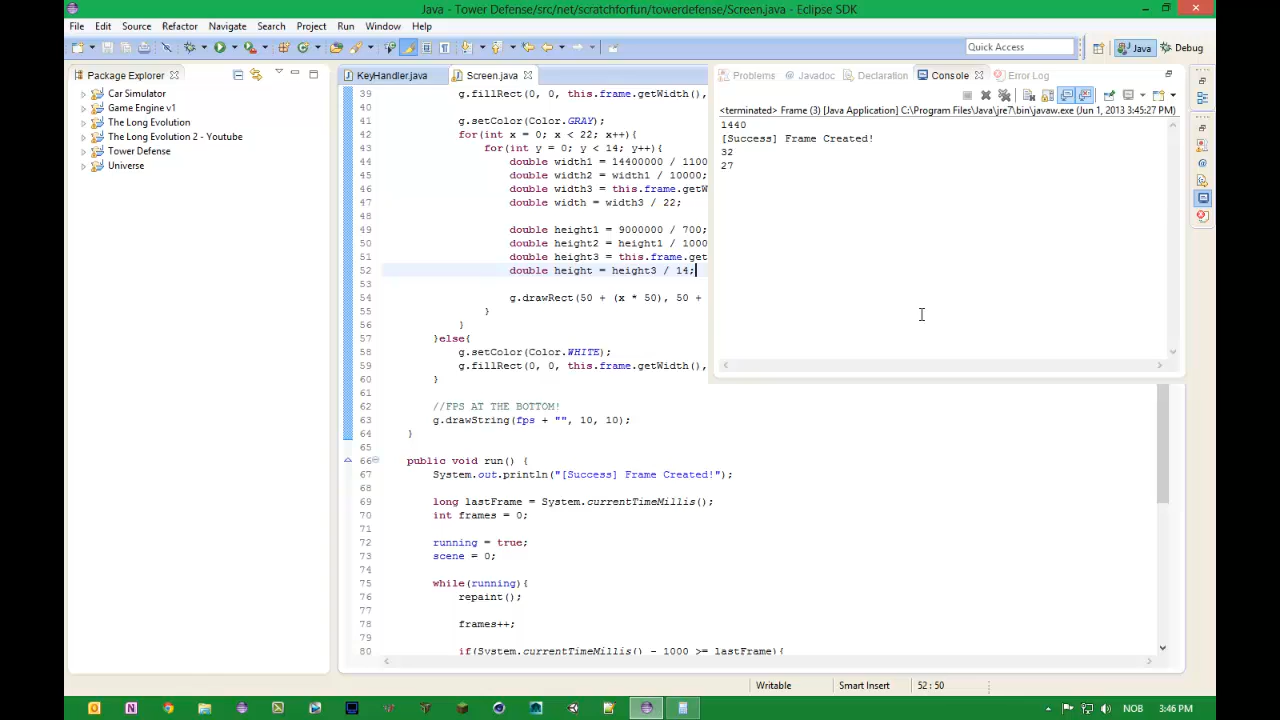 Java - Tower Defense/src/net/scratchforfun/towerdefense/Screen.java - Eclipse SDK
File Edit Source Refactor Navigate Search Project Run Window Help
Quick Access
Java
Debug
Package Explorer
Car Simulator
Game Engine v1
The Long Evolution
The Long Evolution 2 - Youtube
Tower Defense
Universe
KeyHandler.java
Screen.java
39 g.fillRect(0, 0, this.frame.getWidth(),
40
41 g.setColor(Color.GRAY);
42 for(int x = 0; x < 22; x++){
43 for(int y = 0; y < 14; y++){
44 double width1 = 14400000 / 1100
45 double width2 = width1 / 10000;
46 double width3 = this.frame.getW
47 double width = width3 / 22;
48
49 double height1 = 9000000 / 700;
50 double height2 = height1 / 1000
51 double height3 = this.frame.get
52 double height = height3 / 14;
53
54 g.drawRect(50 + (x * 50), 50 +
55 }
56 }
57 }else{
58 g.setColor(Color.WHITE);
59 g.fillRect(0, 0, this.frame.getWidth(),
60 }
61
62 //FPS AT THE BOTTOM!
63 g.drawString(fps + "", 10, 10);
64 }
65
66 public void run() {
67 System.out.println("[Success] Frame Created!");
68
69 long lastFrame = System.currentTimeMillis();
70 int frames = 0;
71
72 running = true;
73 scene = 0;
74
75 while(running){
76 repaint();
77
78 frames++;
79
80 if(System.currentTimeMillis() - 1000 >= lastFrame){
Problems Javadoc Declaration Console Error Log
<terminated> Frame (3) [Java Application] C:\Program Files\Java\jre7\bin\javaw.exe (Jun 1, 2013 3:45:27 PM)
1440
[Success] Frame Created!
32
27
Writable Smart Insert 52 : 50
NOB 3:46 PM